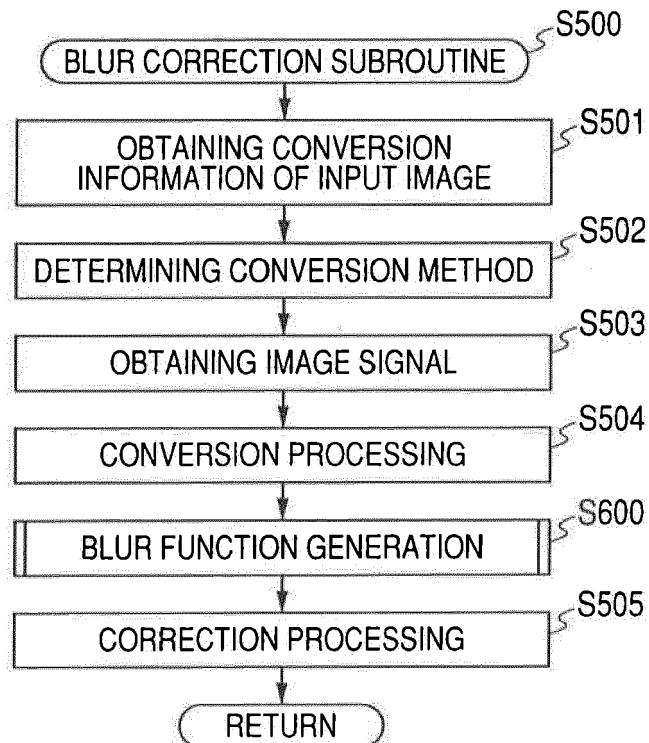 S500
BLUR CORRECTION SUBROUTINE
S501
OBTAINING CONVERSION
INFORMATION OF INPUT IMAGE
S502
DETERMINING CONVERSION METHOD
S503
OBTAINING IMAGE SIGNAL
S504
CONVERSION PROCESSING
S600
BLUR FUNCTION GENERATION
S505
CORRECTION PROCESSING
RETURN